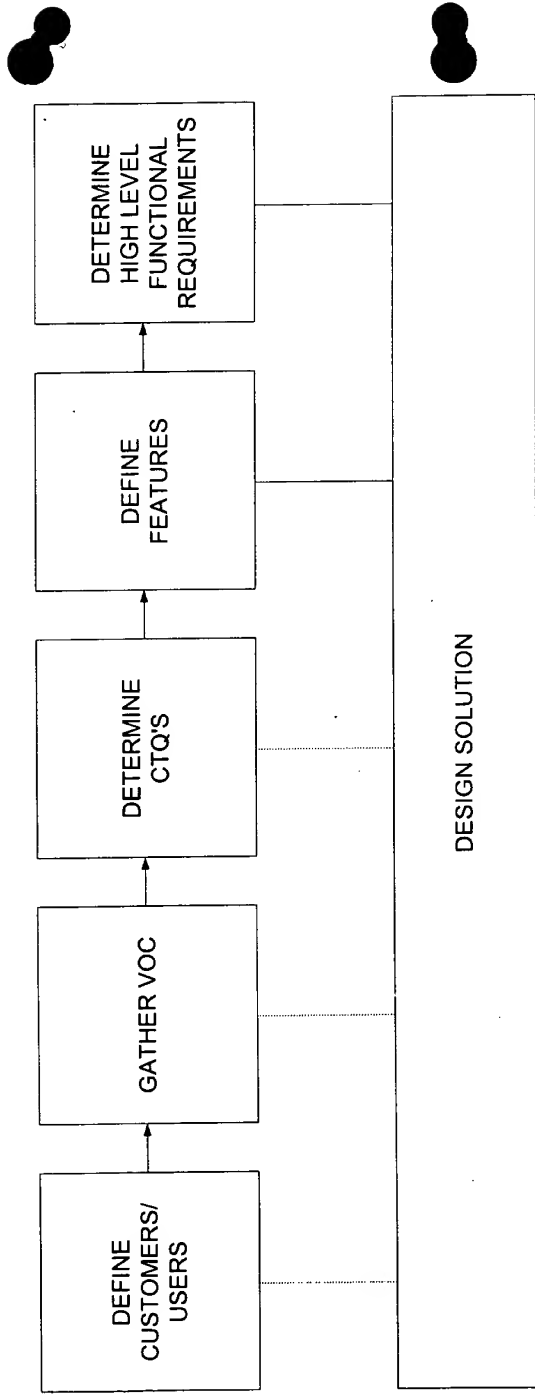 DEFINE
CUSTOMERS/
USERS
GATHER VOC
DETERMINE
CTQ'S
DEFINE
FEATURES
DETERMINE
HIGH LEVEL
FUNCTIONAL
REQUIREMENTS
DESIGN SOLUTION